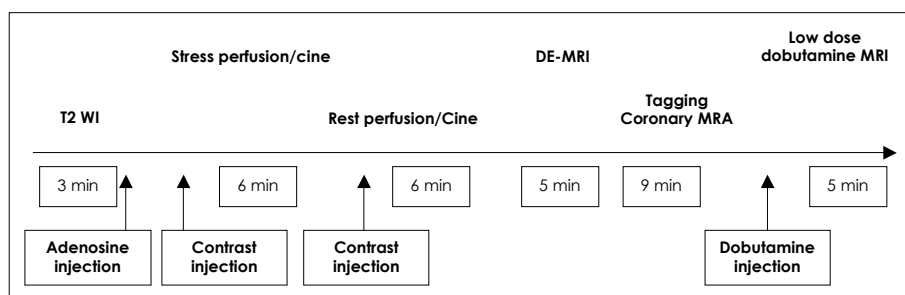 Low dose
dobutamine MRI
Stress perfusion/cine
DE-MRI
Tagging
Coronary MRA
T2 WI
Rest perfusion/Cine
3 min
6 min
6 min
5 min
9 min
5 min
Adenosine
injection
Contrast
injection
Contrast
injection
Dobutamine
injection